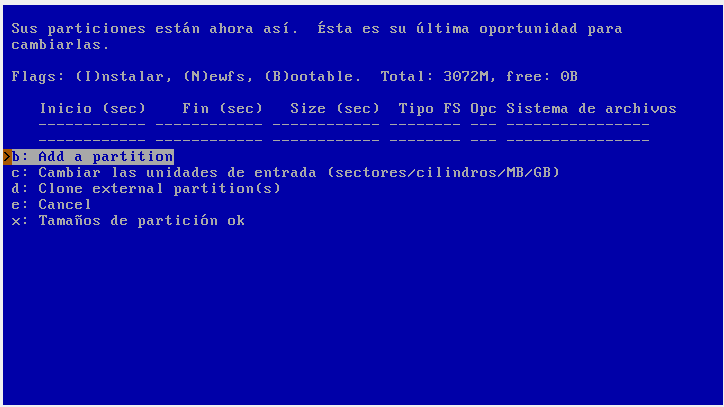 Sus particiones están ahora así.  Ésta es su última oportunidad para
cambiarlas.
Flags: (I)nstalar, (N)ewfs, (B)ootable.  Total: 3072M, free: 0B
Inicio (sec)    Fin (sec)   Size (sec)  Tipo FS Opc Sistema de archivos
------------ ------------ ------------ -------- --- ----------------
------------ ------------ ------------ -------- --- ----------------
>b: Add a partition
c: Cambiar las unidades de entrada (sectores/cilindros/MB/GB)
d: Clone external partition(s)
e: Cancel
x: Tamaños de partición ok